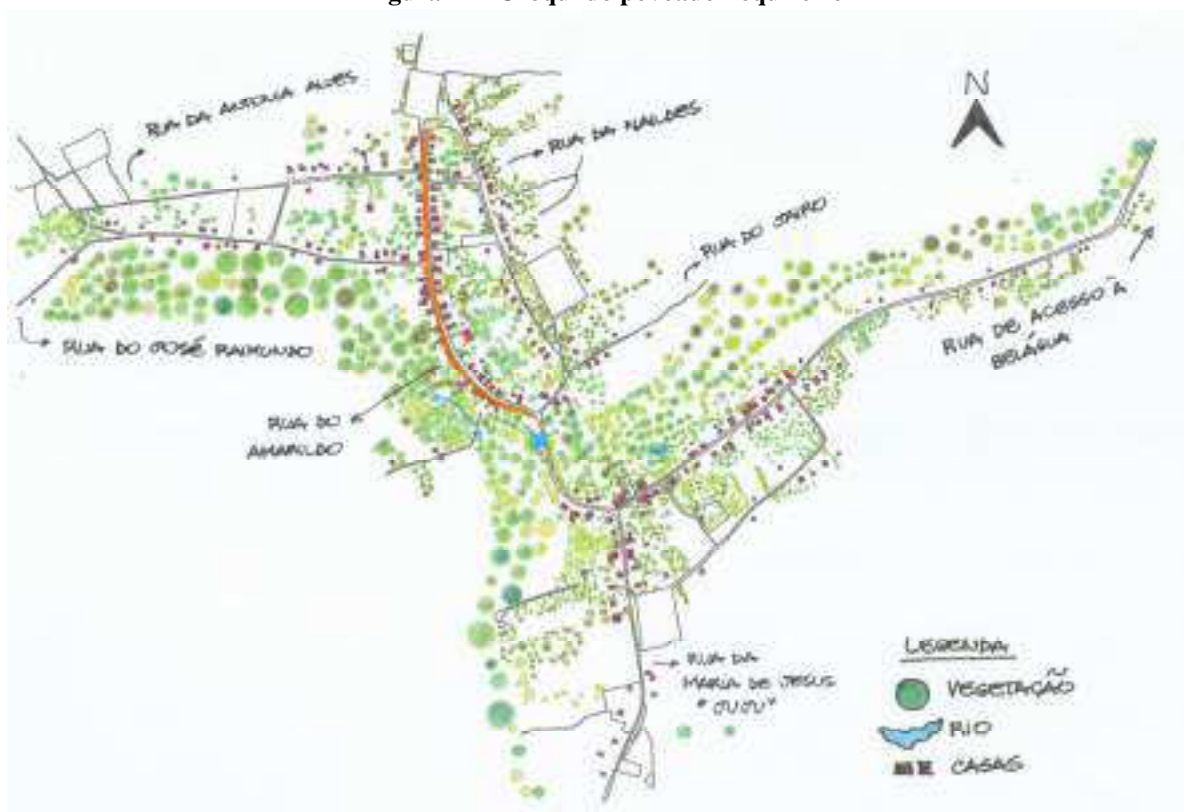 RUA DA ANTONIA ALVES
N
RUA DA NAILDES
RUA DO JAIRO
RUA DO JOSÉ RAIMUNDO
RUA DE ACESSO À
BELÁGUA
RUA DO
AMARILDO
RUA DA
MARIA DE JESUS
"JUJU"
LEGENDA
VEGETAÇÃO
RIO
CASAS